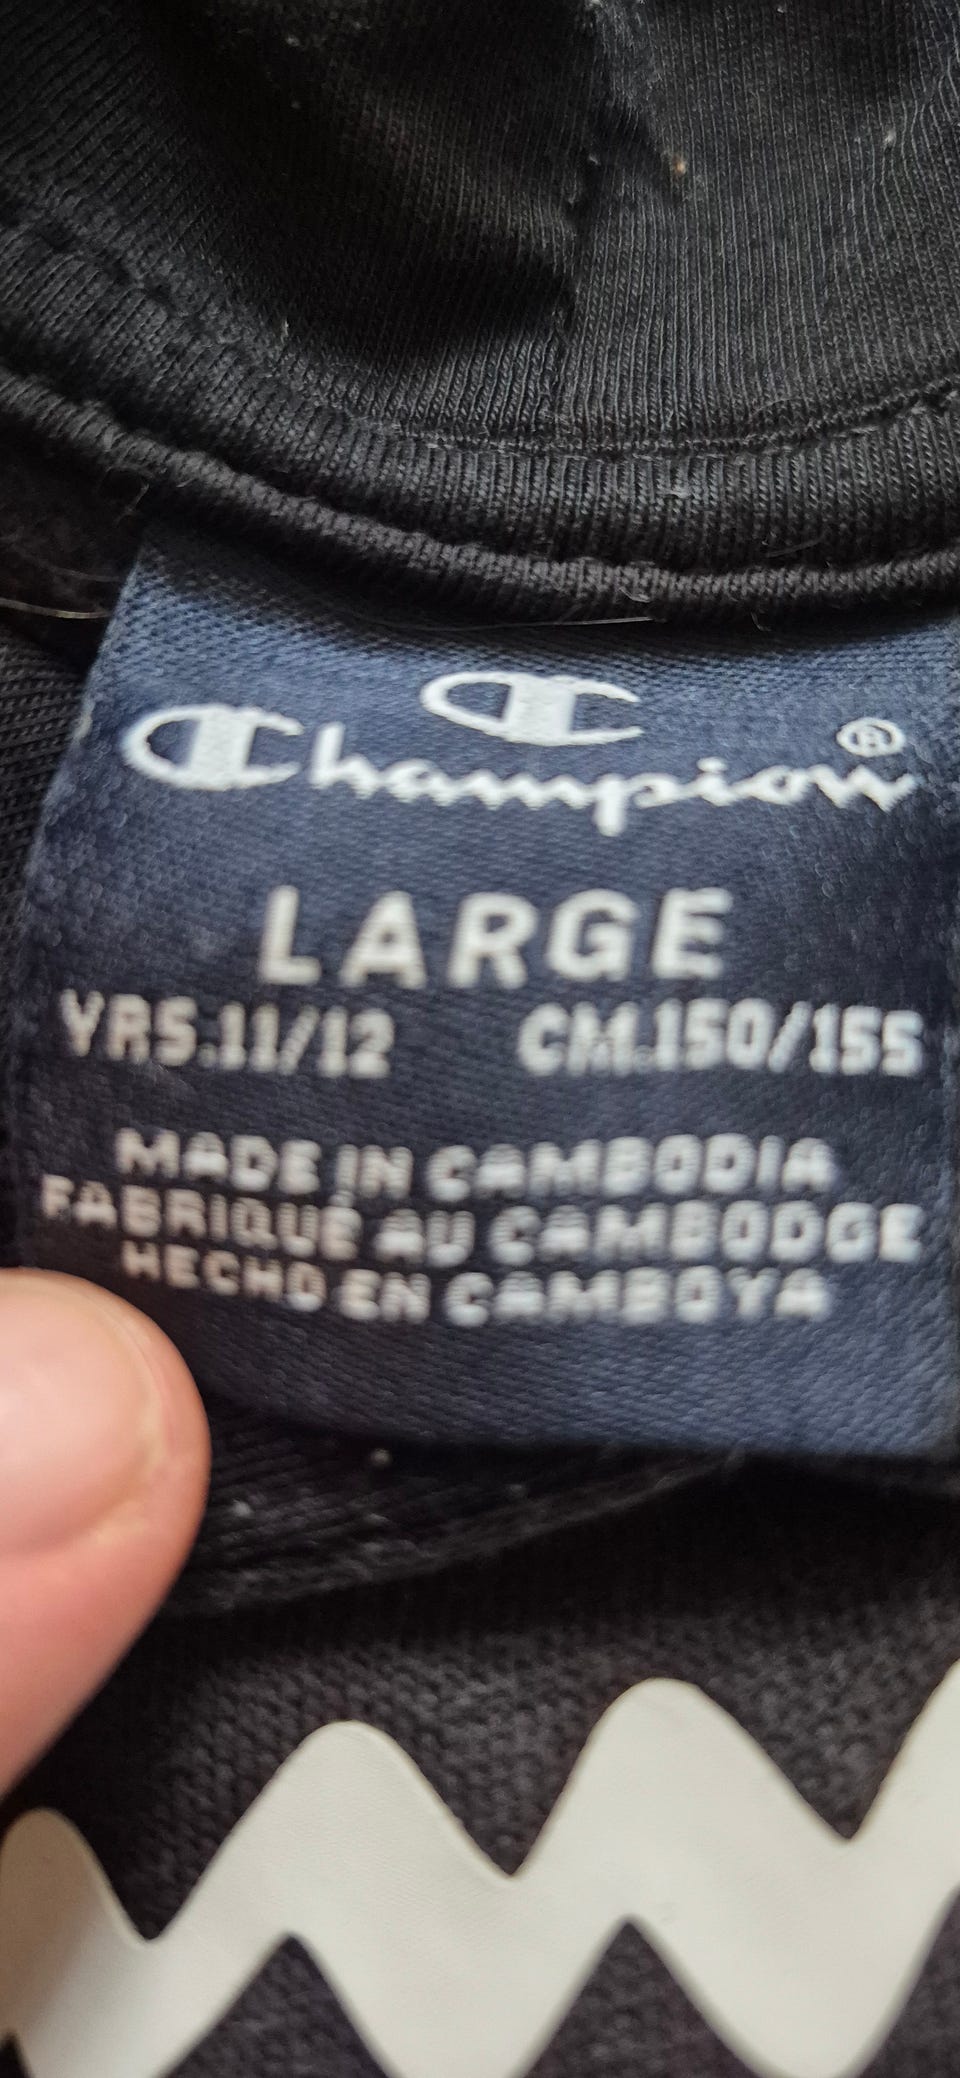 Champion®
LARGE
YRS.11/12 CM.150/155
MADE IN CAMBODIA
FABRIQUÉ AU CAMBODGE
HECHO EN CAMBOYA